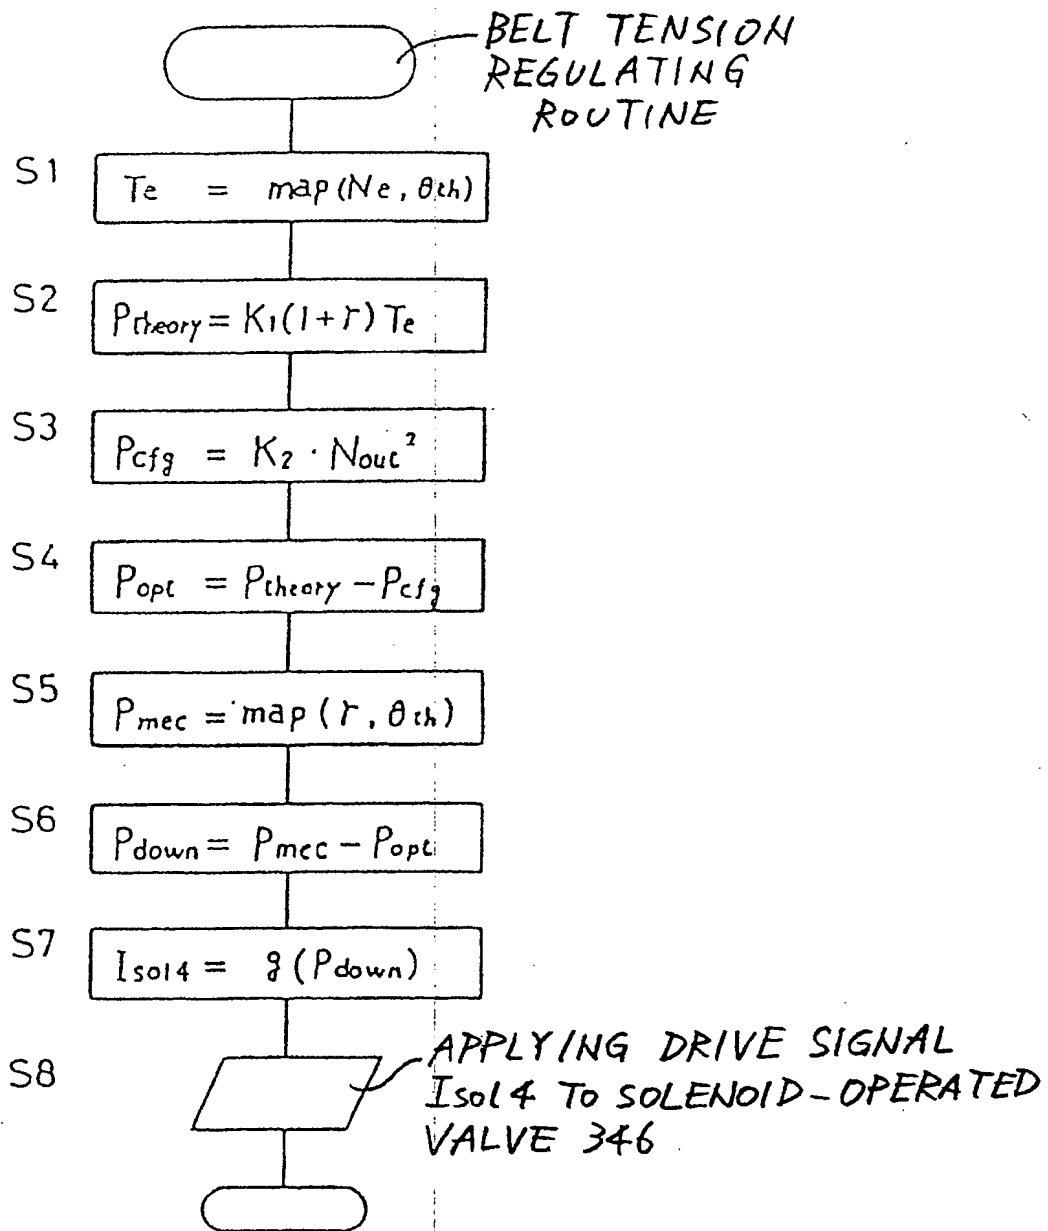 BELT TENSION
REGULATING
ROUTINE
S1
Te = map(Ne, θth)
S2
Ptheory = K1(1+r)Te
S3
Pcfg = K2 · Nout²
S4
Popt = Ptheory - Pcfg
S5
Pmec = map (r, θth)
S6
Pdown = Pmec - Popt
S7
Isol4 = g(Pdown)
S8
APPLYING DRIVE SIGNAL
Isol4 TO SOLENOID-OPERATED
VALVE 346